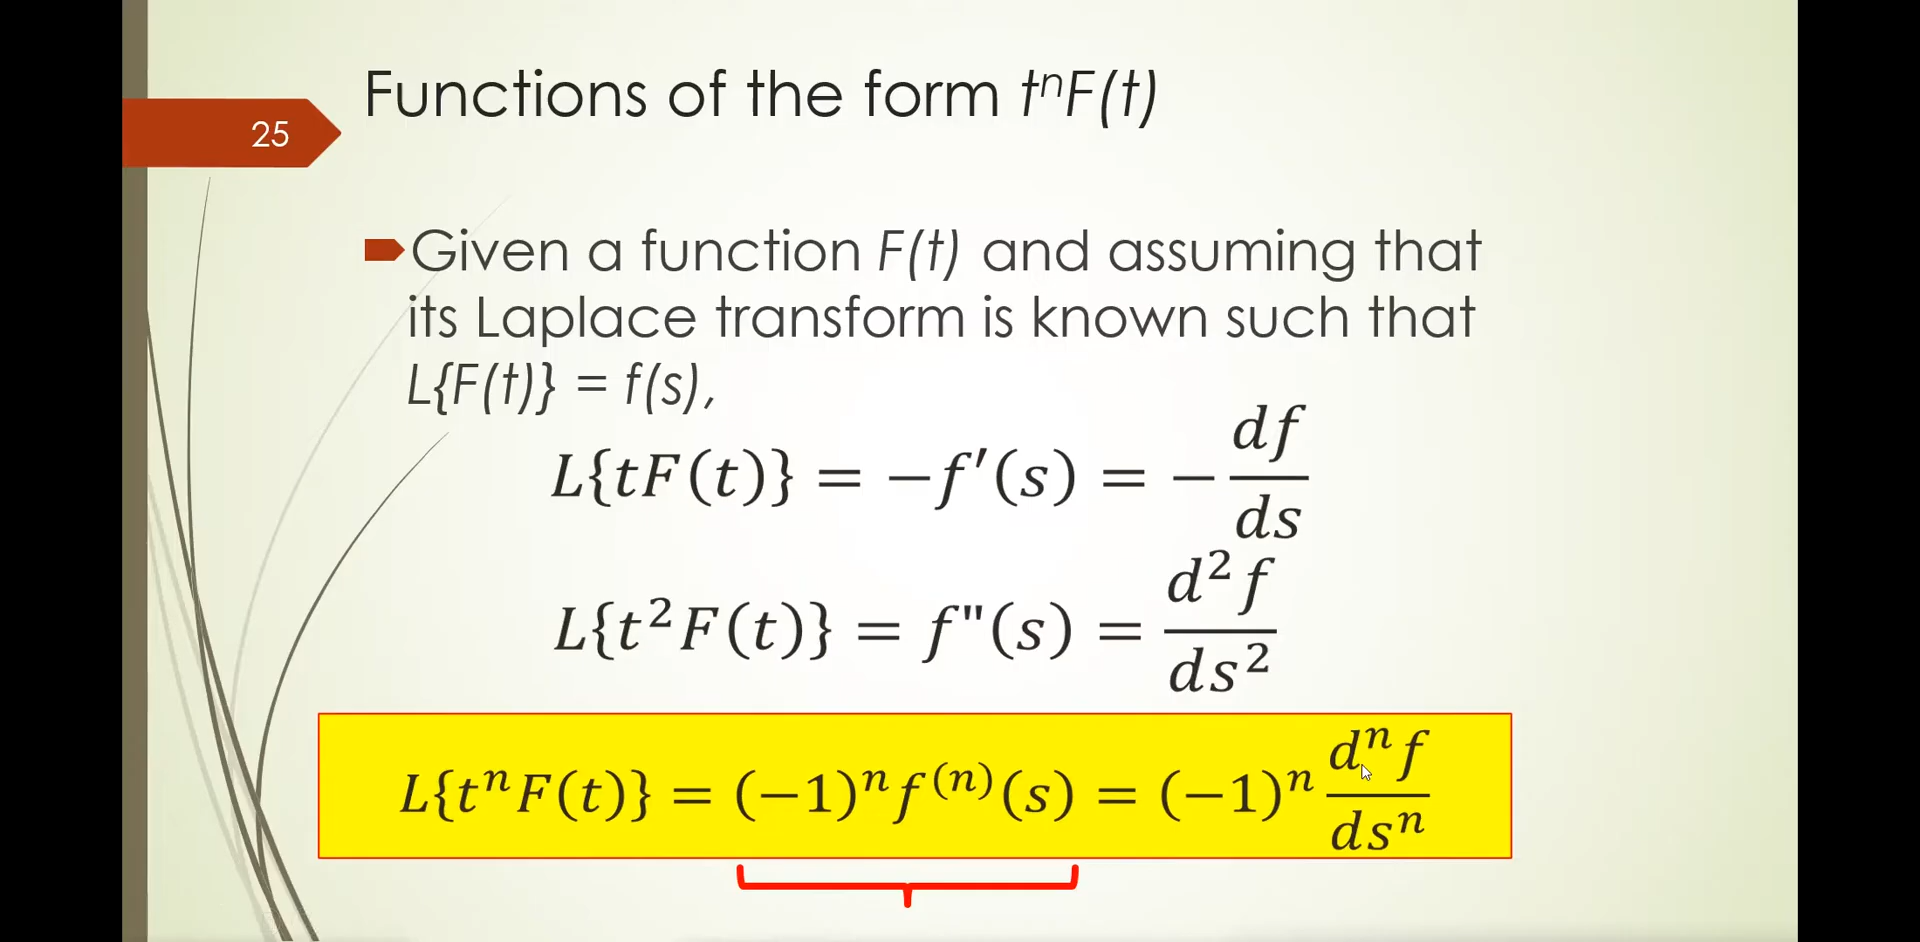 Functions of the form tⁿF(t)
25
Given a function F(t) and assuming that
its Laplace transform is known such that
L{F(t)} = f(s),
L{tF(t)} = −f′(s) = −df/ds
L{t²F(t)} = f"(s) = d²f/ds²
L{tⁿF(t)} = (−1)ⁿf⁽ⁿ⁾(s) = (−1)ⁿ dⁿf/dsⁿ